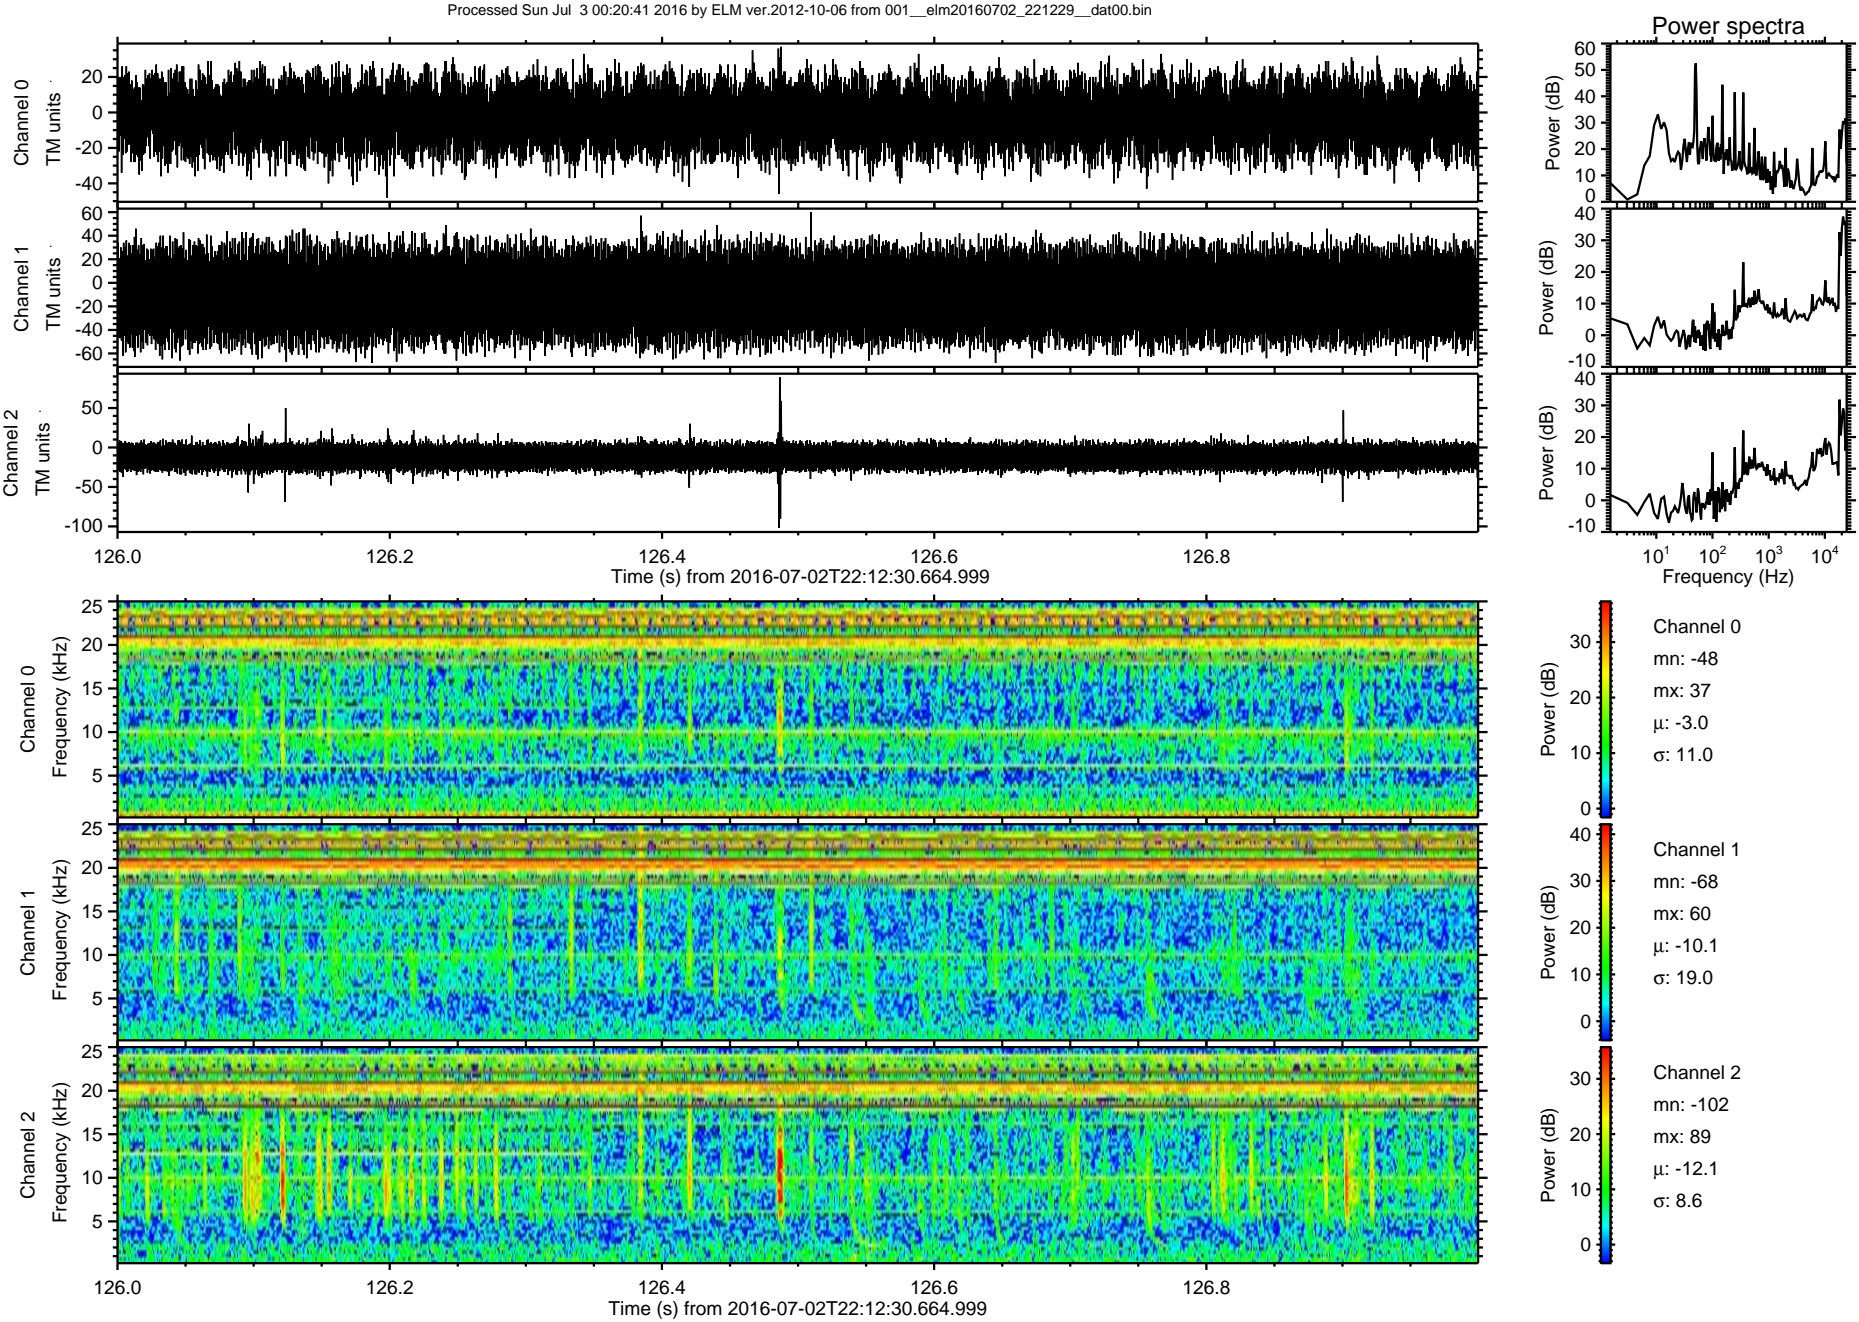 Processed Sun Jul  3 00:20:41 2016 by ELM ver.2012-10-06 from 001__elm20160702_221229__dat00.bin
Power spectra
Channel 0
TM units
20
0
-20
-40
Power (dB)
60
50
40
30
20
10
0
Channel 1
TM units
60
40
20
0
-20
-40
-60
Power (dB)
40
30
20
10
0
-10
Channel 2
TM units
50
0
-50
-100
Power (dB)
40
30
20
10
0
-10
126.0 126.2 126.4 126.6 126.8
Time (s) from 2016-07-02T22:12:30.664.999
10^1 10^2 10^3 10^4
Frequency (Hz)
Channel 0
Frequency (kHz)
25
20
15
10
5
Power (dB)
30
20
10
0
Channel 0
mn: -48
mx: 37
μ: -3.0
σ: 11.0
Channel 1
Frequency (kHz)
25
20
15
10
5
Power (dB)
40
30
20
10
0
Channel 1
mn: -68
mx: 60
μ: -10.1
σ: 19.0
Channel 2
Frequency (kHz)
25
20
15
10
5
Power (dB)
30
20
10
0
Channel 2
mn: -102
mx: 89
μ: -12.1
σ: 8.6
126.0 126.2 126.4 126.6 126.8
Time (s) from 2016-07-02T22:12:30.664.999